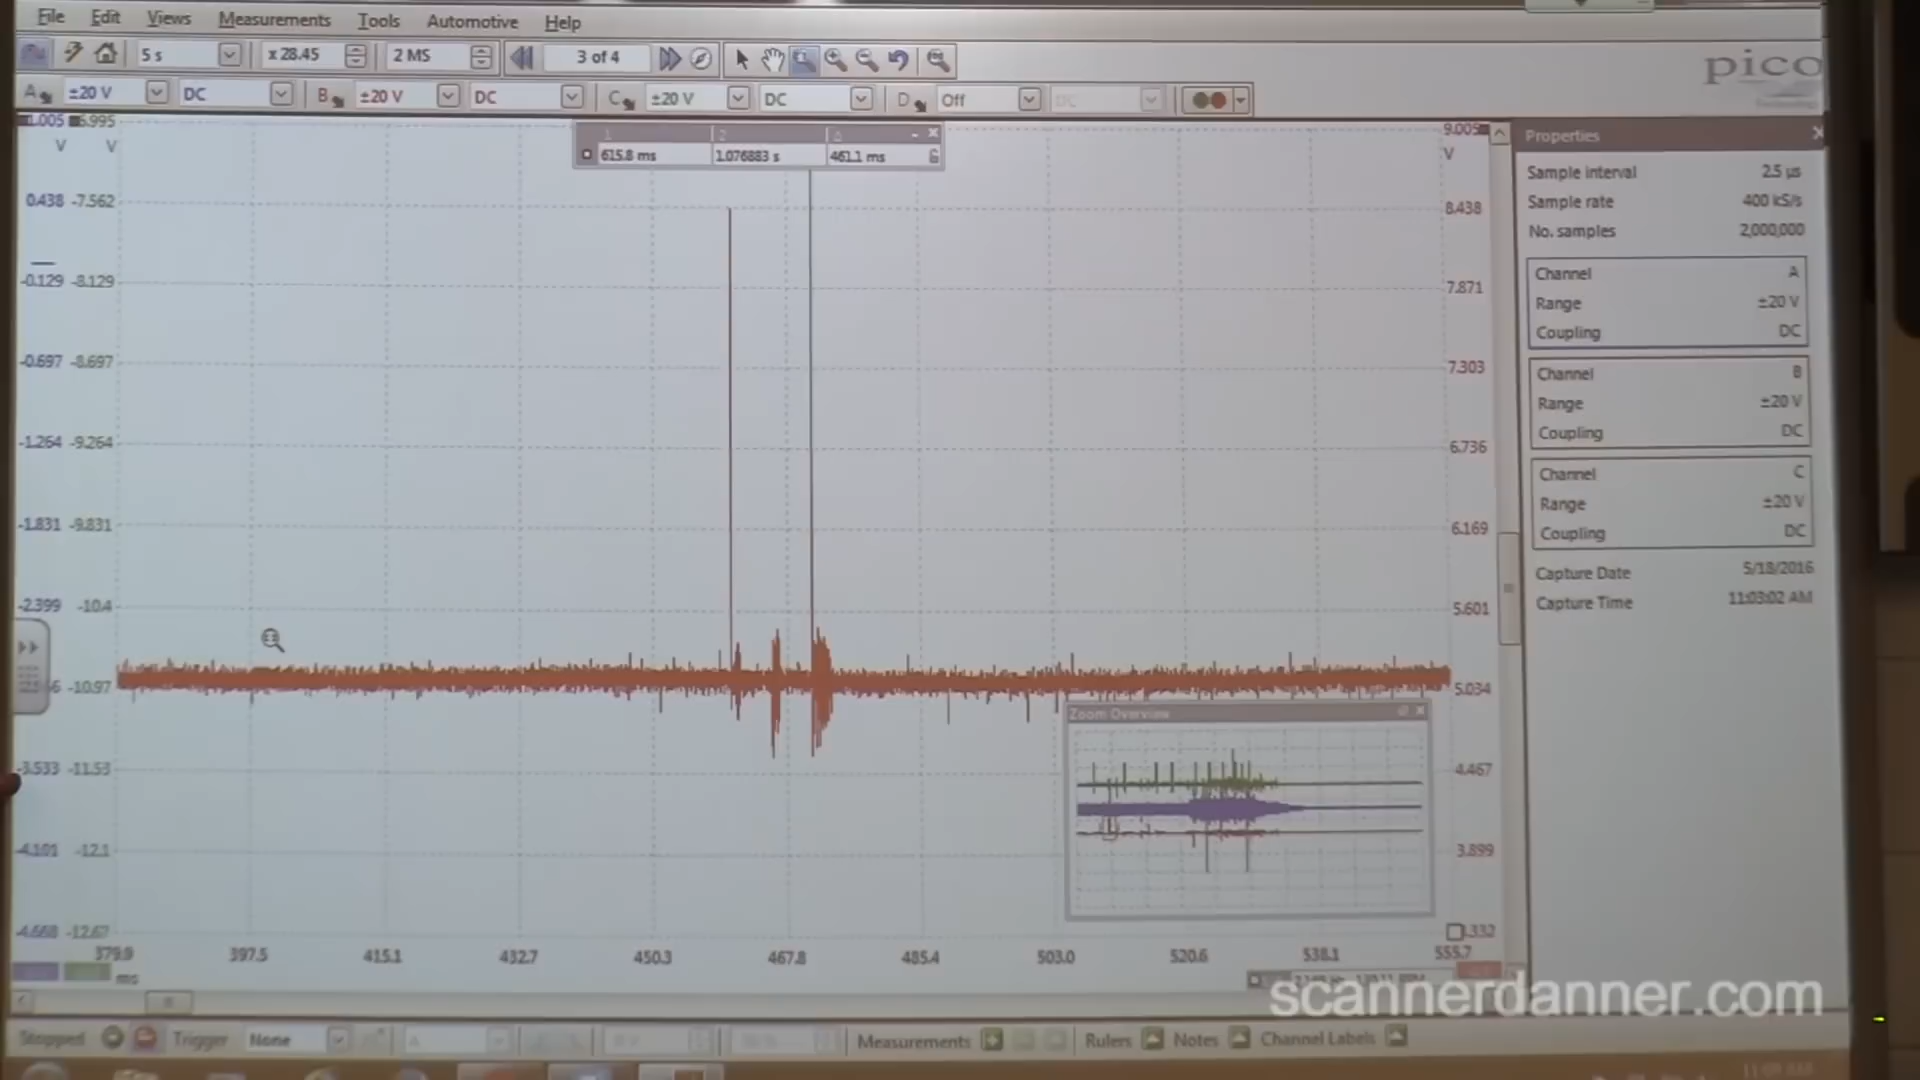 File Edit Views Measurements Tools Automotive Help
5 s x 28.45 2 MS 3 of 4
pico
Technology
A ±20 V DC B ±20 V DC C ±20 V DC D Off DC
1.005 -6.995
V V
1 2 Δ
615.8 ms 1.076883 s 461.1 ms
9.005
V
0.438 -7.562
8.438
-0.129 -8.129
7.871
-0.697 -8.697
7.303
-1.264 -9.264
6.736
-1.831 -9.831
6.169
-2.399 -10.4
5.601
-10.97
5.034
-3.533 -11.53
4.467
-12.1
3.899
-4.668 -12.67
379.9 397.5 415.1 432.7 450.3 467.8 485.4 503.0 520.6 538.1 555.7
ms
Zoom Overview
Properties
Sample interval 2.5 µs
Sample rate 400 kS/s
No. samples 2,000,000
Channel A
Range ±20 V
Coupling DC
Channel B
Range ±20 V
Coupling DC
Channel C
Range ±20 V
Coupling DC
Capture Date 5/18/2016
Capture Time 11:03:02 AM
scannerdanner.com
Stopped Trigger None A Measurements Rulers Notes Channel Labels